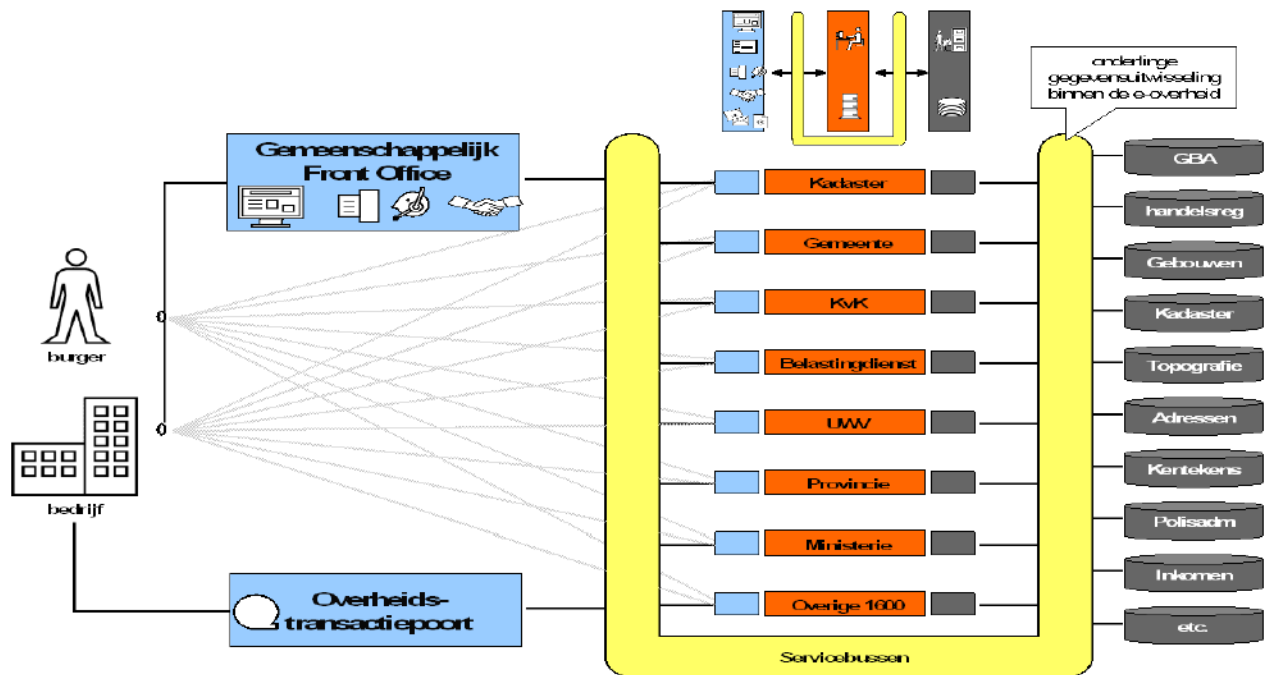 onderlinge
gegevensuitwisseling
binnen de e-overheid
Gemeenschappelijk
Front Office
burger
bedrijf
Overheids-
transactiepoort
Kadaster
Gemeente
KvK
Belastingdienst
UWV
Provincie
Ministerie
Overige 1600
Servicebussen
GBA
handelsreg
Gebouwen
Kadaster
Topografie
Adressen
Kentekens
Polisadm
Inkomen
etc.